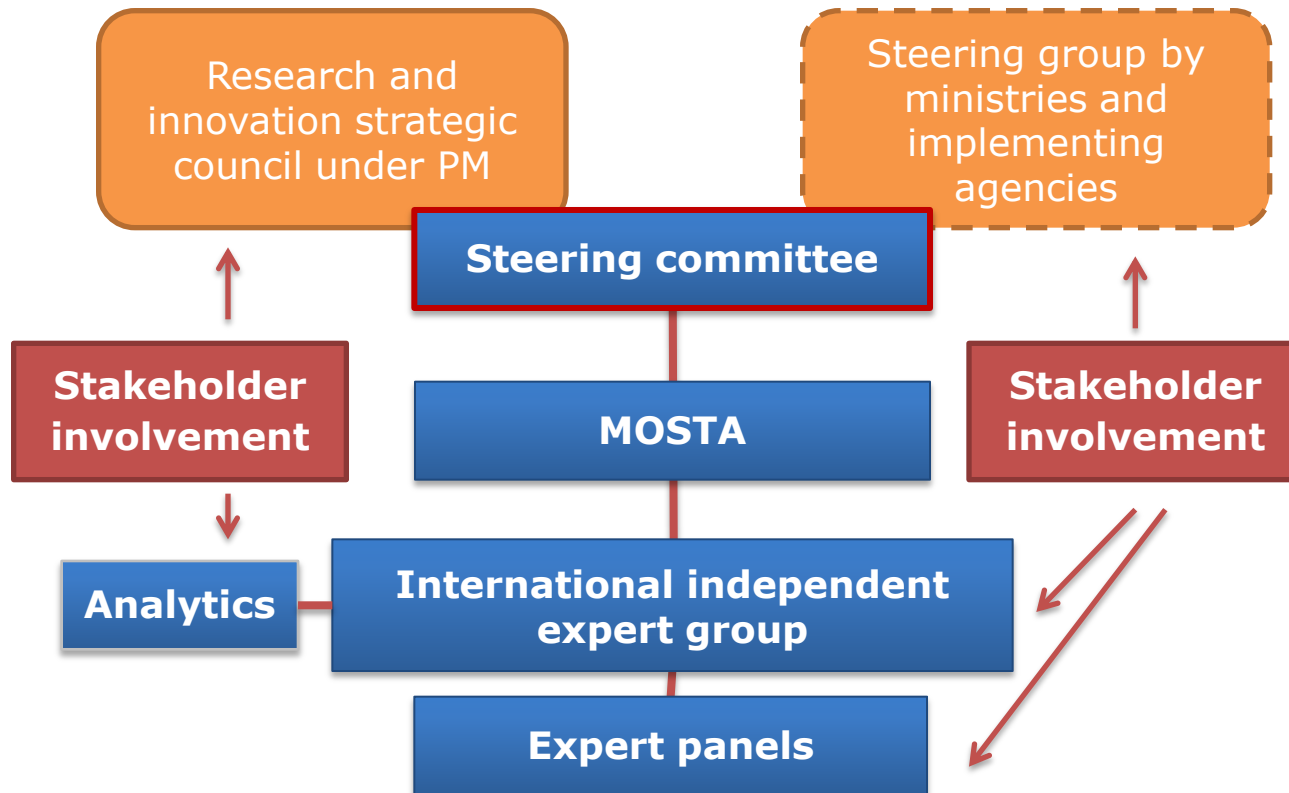 Research and
innovation strategic
council under PM
Steering group by
ministries and
implementing
agencies
Steering committee
Stakeholder
involvement
MOSTA
Stakeholder
involvement
Analytics
International independent
expert group
Expert panels